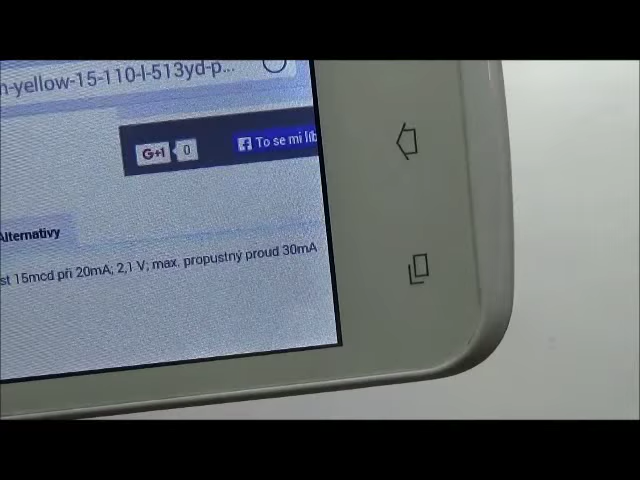 n-yellow-15-110-l-513yd-p...
G+1 0 To se mi líb
Alternativy
st 15mcd při 20mA; 2,1 V; max. propustný proud 30mA